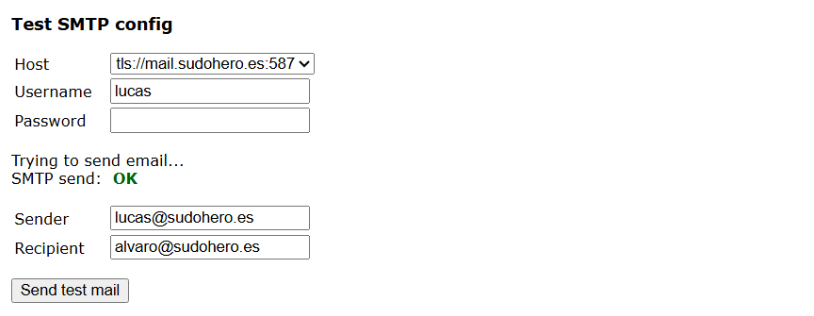 Test SMTP config
Host tls://mail.sudohero.es:587
Username lucas
Password
Trying to send email...
SMTP send: OK
Sender lucas@sudohero.es
Recipient alvaro@sudohero.es
Send test mail